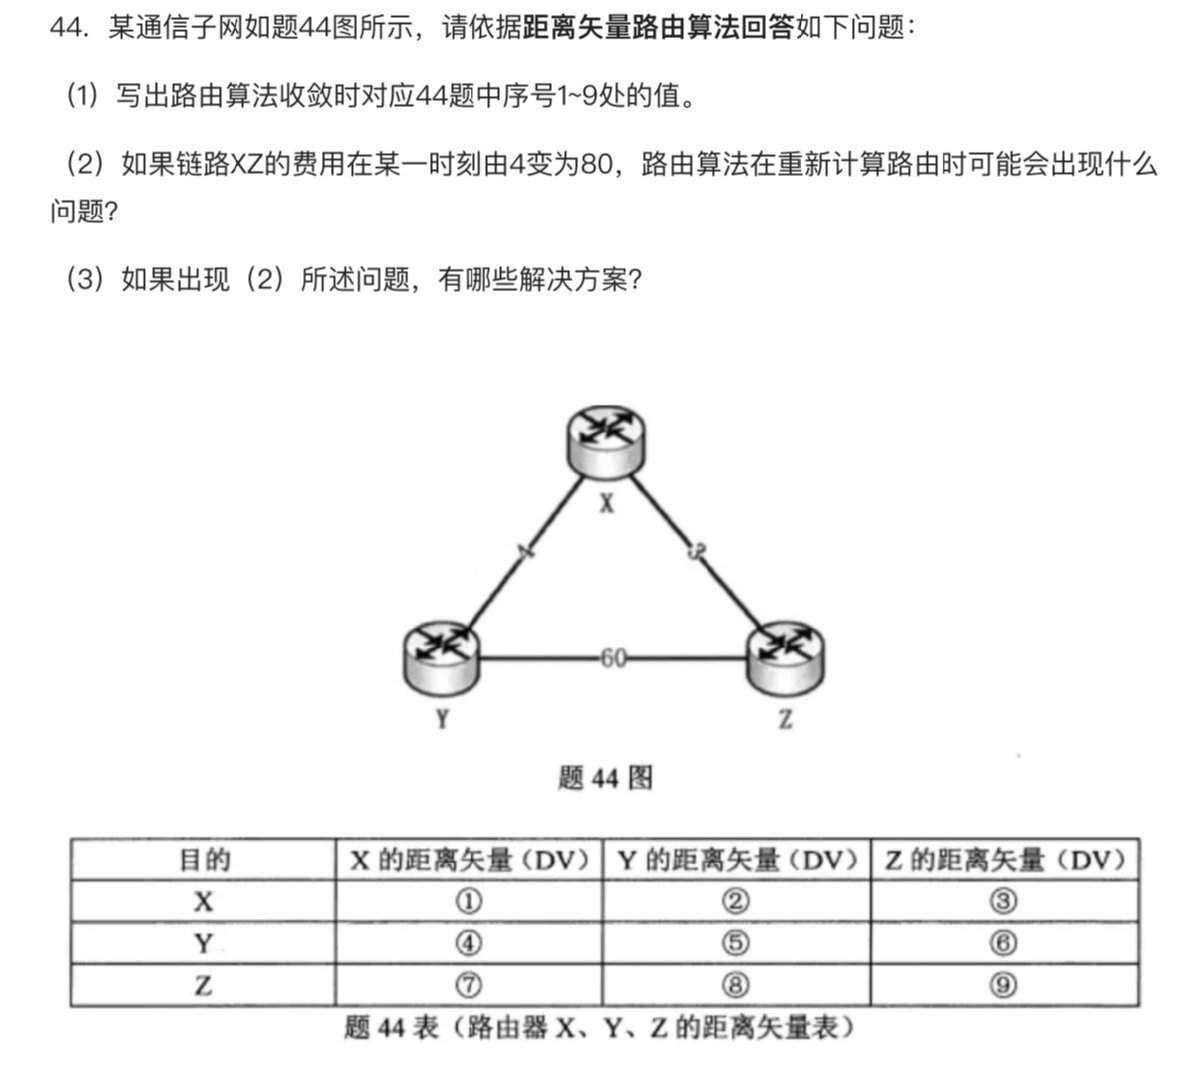 44. 某通信子网如题44图所示，请依据距离矢量路由算法回答如下问题：
（1）写出路由算法收敛时对应44题中序号1~9处的值。
（2）如果链路XZ的费用在某一时刻由4变为80，路由算法在重新计算路由时可能会出现什么
问题？
（3）如果出现（2）所述问题，有哪些解决方案？
X
60
Y
Z
题 44 图
目的 X 的距离矢量（DV） Y 的距离矢量（DV） Z 的距离矢量（DV）
X ① ② ③
Y ④ ⑤ ⑥
Z ⑦ ⑧ ⑨
题 44 表（路由器 X、Y、Z 的距离矢量表）